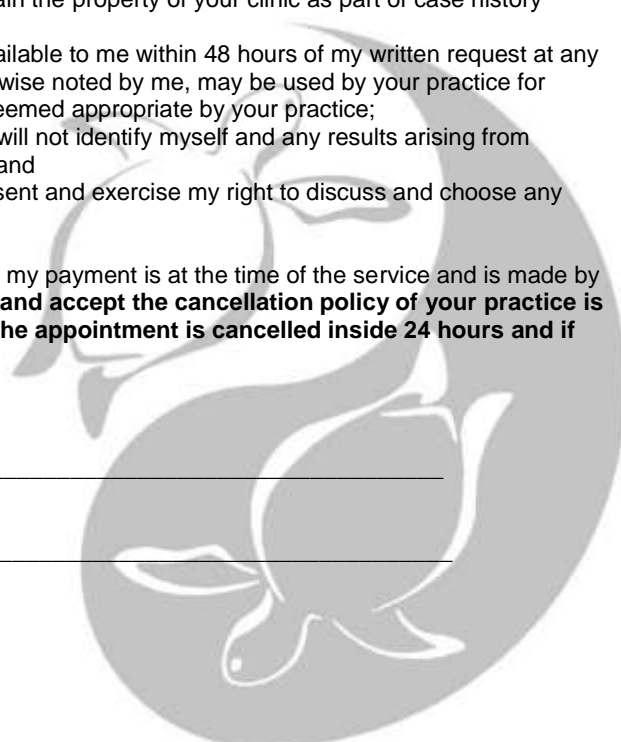 ain the property of your clinic as part of case history
ailable to me within 48 hours of my written request at any
wise noted by me, may be used by your practice for
eemed appropriate by your practice;
will not identify myself and any results arising from
and
sent and exercise my right to discuss and choose any
my payment is at the time of the service and is made by
and accept the cancellation policy of your practice is
he appointment is cancelled inside 24 hours and if